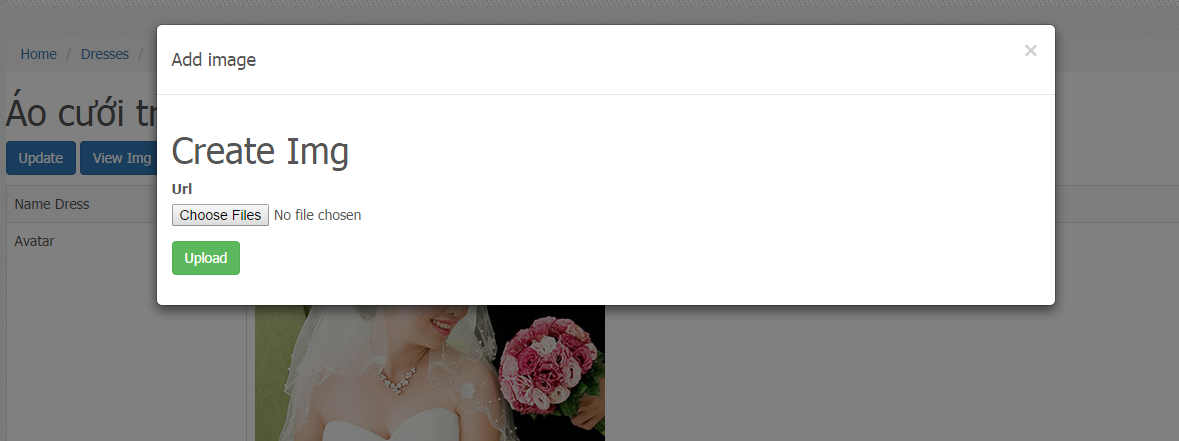 Add image ×
Home / Dresses /
Áo cưới
Create Img
Update View Img
Url
Name Dress
Choose Files No file chosen
Avatar
Upload